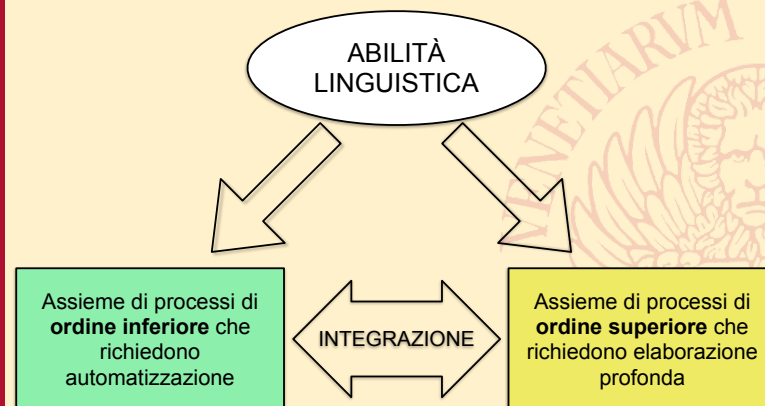 ABILITÀ
LINGUISTICA
Assieme di processi di
ordine inferiore che
richiedono
automatizzazione
INTEGRAZIONE
Assieme di processi di
ordine superiore che
richiedono elaborazione
profonda